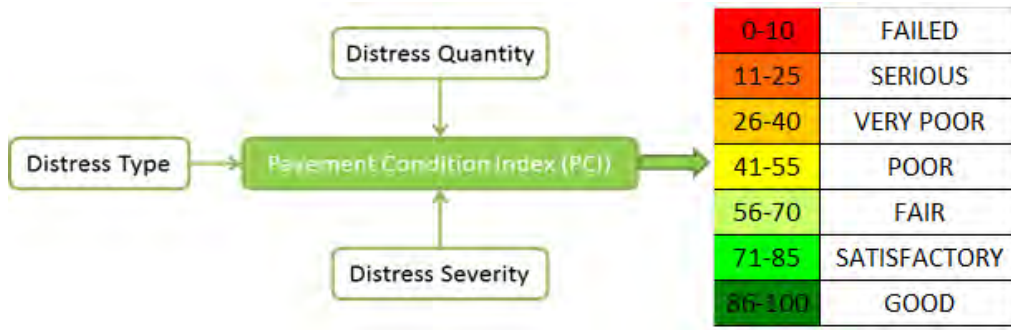 Distress Quantity
Distress Type
Pavement Condition Index (PCI)
Distress Severity
0-10 FAILED
11-25 SERIOUS
26-40 VERY POOR
41-55 POOR
56-70 FAIR
71-85 SATISFACTORY
86-100 GOOD